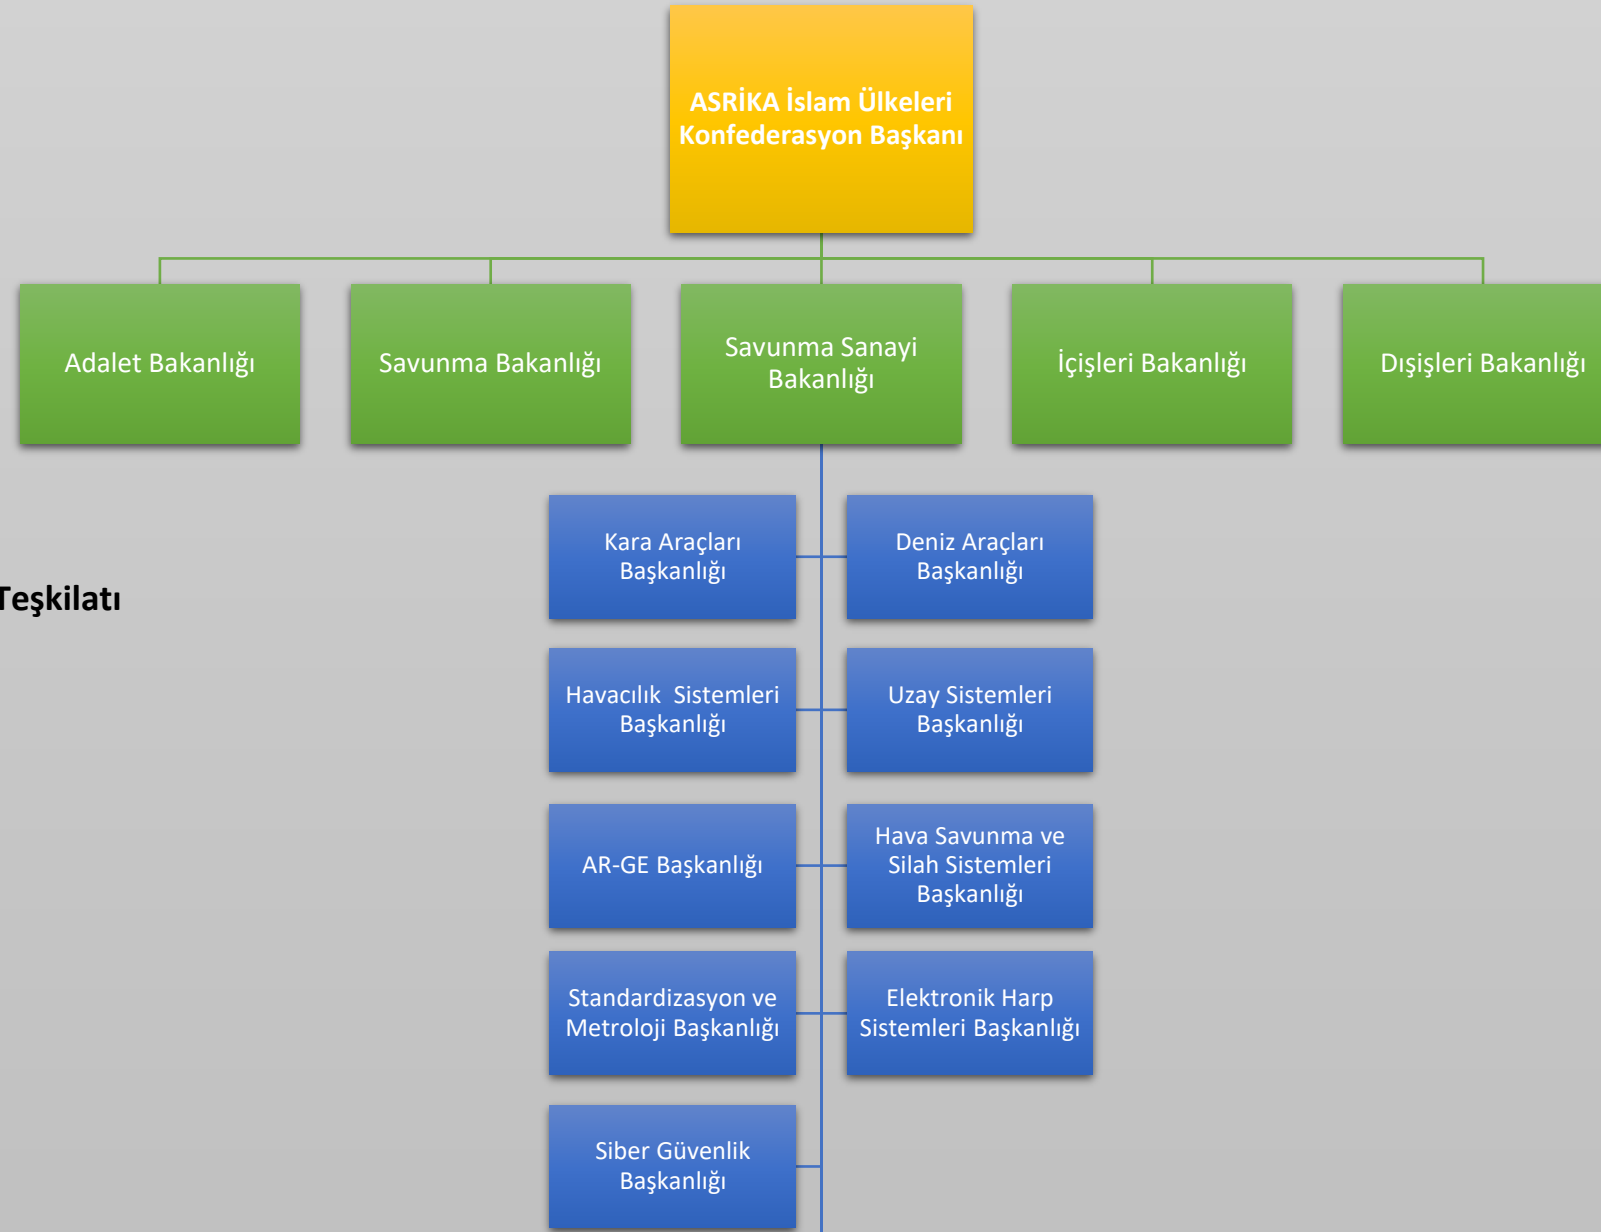 ASRİKA İslam Ülkeleri
Konfederasyon Başkanı
Adalet Bakanlığı
Savunma Bakanlığı
Savunma Sanayi
Bakanlığı
İçişleri Bakanlığı
Dışişleri Bakanlığı
Kara Araçları
Başkanlığı
Deniz Araçları
Başkanlığı
Teşkilatı
Havacılık  Sistemleri
Başkanlığı
Uzay Sistemleri
Başkanlığı
AR-GE Başkanlığı
Hava Savunma ve
Silah Sistemleri
Başkanlığı
Standardizasyon ve
Metroloji Başkanlığı
Elektronik Harp
Sistemleri Başkanlığı
Siber Güvenlik
Başkanlığı